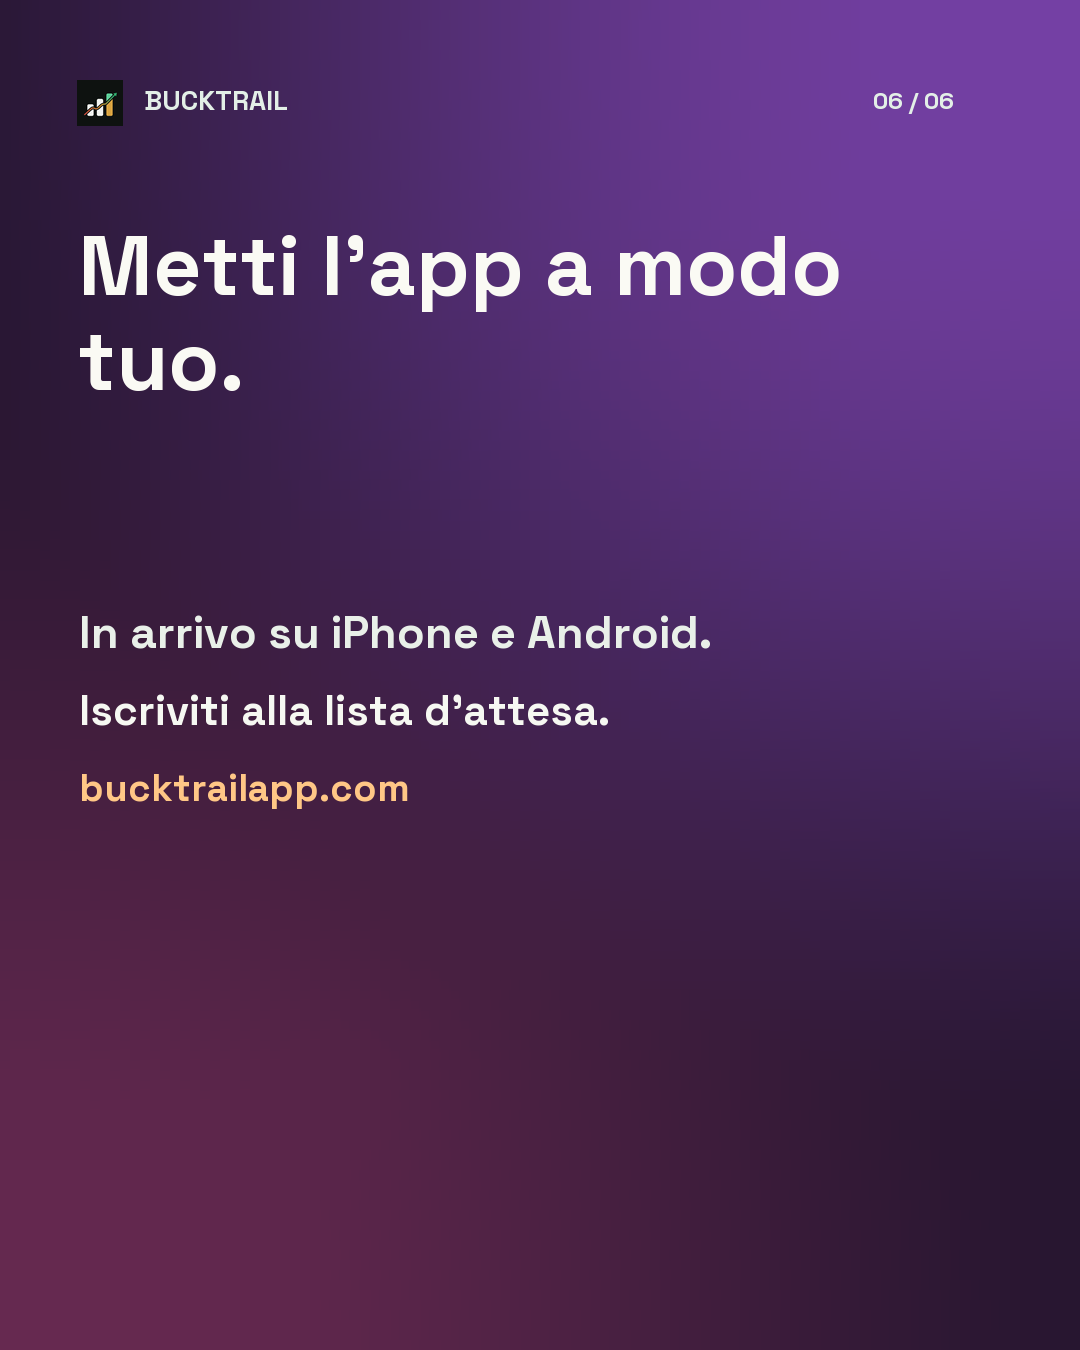 BUCKTRAIL
06 / 06
Metti l’app a modo
tuo.
In arrivo su iPhone e Android.
Iscriviti alla lista d’attesa.
bucktrailapp.com